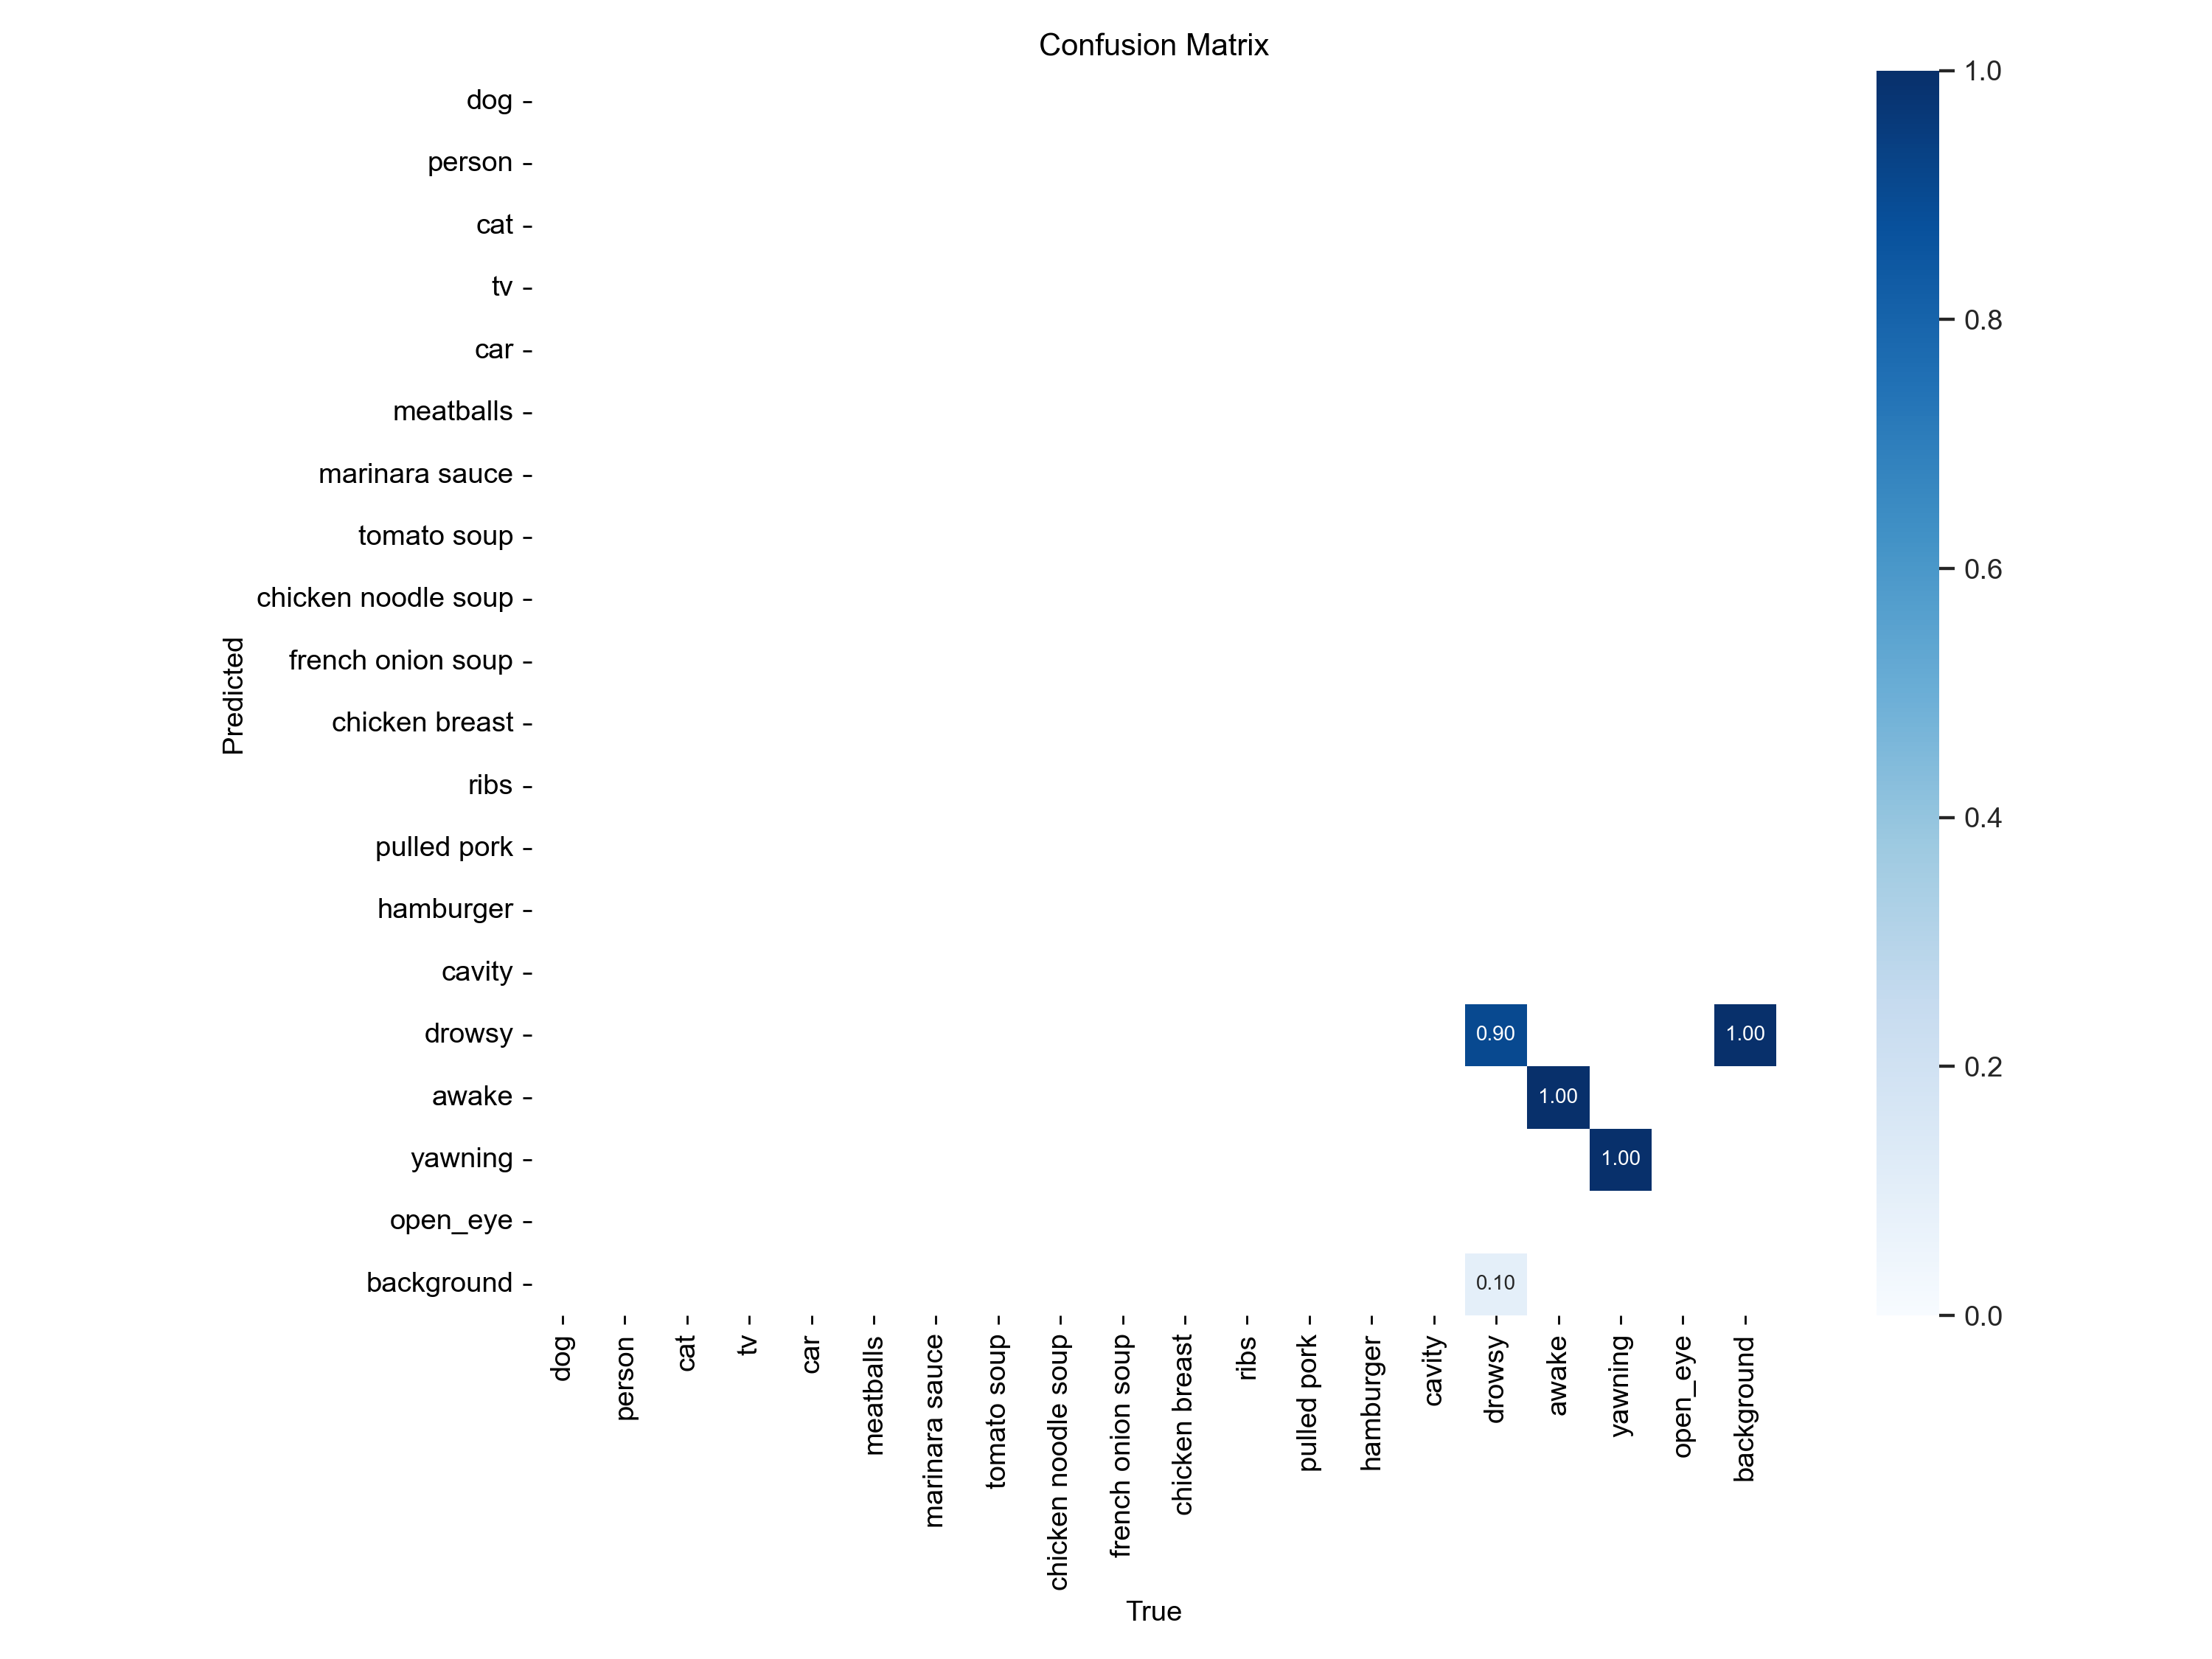 Confusion Matrix
dog
person
cat
tv
car
meatballs
marinara sauce
tomato soup
chicken noodle soup
french onion soup
chicken breast
ribs
pulled pork
hamburger
cavity
drowsy
awake
yawning
open_eye
background
Predicted
0.90
1.00
1.00
1.00
0.10
dog
person
cat
tv
car
meatballs
marinara sauce
tomato soup
chicken noodle soup
french onion soup
chicken breast
ribs
pulled pork
hamburger
cavity
drowsy
awake
yawning
open_eye
background
True
1.0
0.8
0.6
0.4
0.2
0.0